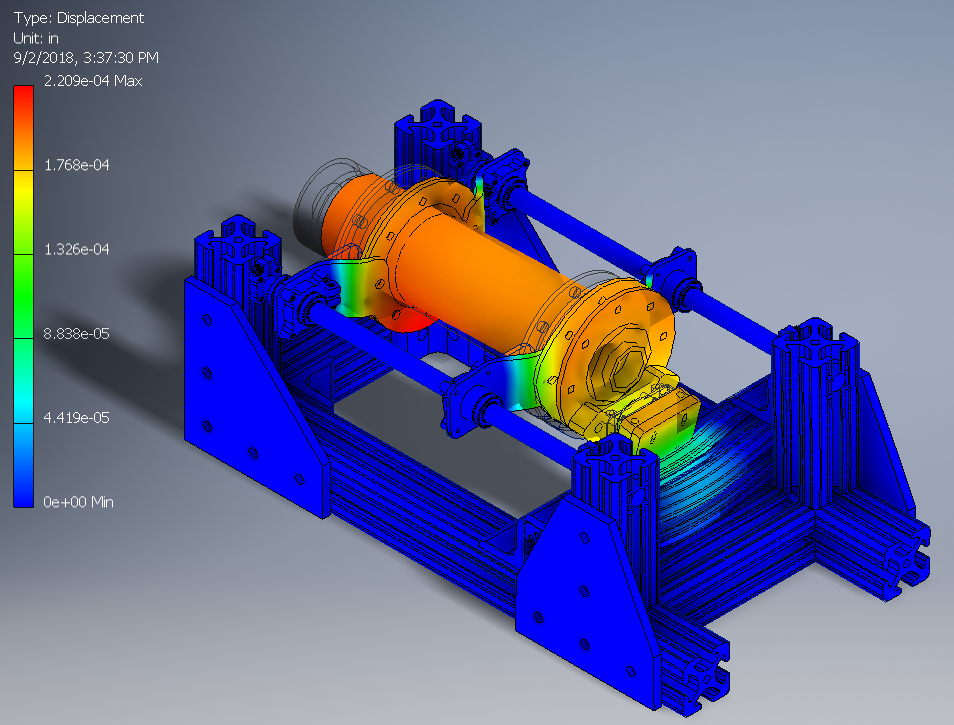 Type: Displacement
Unit: in
9/2/2018, 3:37:30 PM
2.209e-04 Max
1.768e-04
1.326e-04
8.838e-05
4.419e-05
0e+00 Min